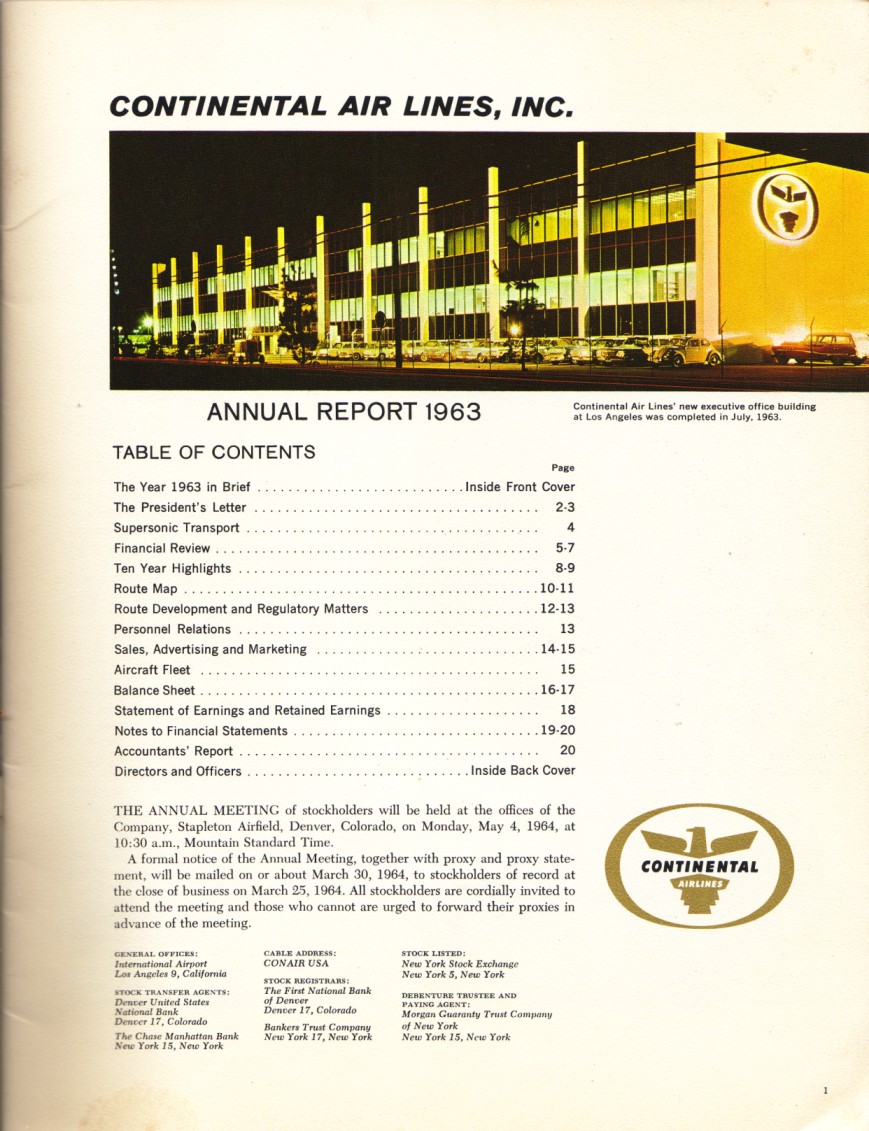 CONTINENTAL AIR LINES, INC.
ANNUAL REPORT 1963
Continental Air Lines' new executive office building
at Los Angeles was completed in July, 1963.
TABLE OF CONTENTS
Page
The Year 1963 in Brief . . . . . . . . . . . . . . . . . . . . . . . . . . . Inside Front Cover
The President's Letter . . . . . . . . . . . . . . . . . . . . . . . . . . . . . . . . . . . . . 2-3
Supersonic Transport . . . . . . . . . . . . . . . . . . . . . . . . . . . . . . . . . . . . . . 4
Financial Review . . . . . . . . . . . . . . . . . . . . . . . . . . . . . . . . . . . . . . . . . . 5-7
Ten Year Highlights . . . . . . . . . . . . . . . . . . . . . . . . . . . . . . . . . . . . . . . 8-9
Route Map . . . . . . . . . . . . . . . . . . . . . . . . . . . . . . . . . . . . . . . . . . . . . . 10-11
Route Development and Regulatory Matters . . . . . . . . . . . . . . . . . . . . . 12-13
Personnel Relations . . . . . . . . . . . . . . . . . . . . . . . . . . . . . . . . . . . . . . . 13
Sales, Advertising and Marketing . . . . . . . . . . . . . . . . . . . . . . . . . . . . . 14-15
Aircraft Fleet . . . . . . . . . . . . . . . . . . . . . . . . . . . . . . . . . . . . . . . . . . . . 15
Balance Sheet . . . . . . . . . . . . . . . . . . . . . . . . . . . . . . . . . . . . . . . . . . . . 16-17
Statement of Earnings and Retained Earnings . . . . . . . . . . . . . . . . . . . . 18
Notes to Financial Statements . . . . . . . . . . . . . . . . . . . . . . . . . . . . . . . . 19-20
Accountants' Report . . . . . . . . . . . . . . . . . . . . . . . . . . . . . . . . . . . . . . . 20
Directors and Officers . . . . . . . . . . . . . . . . . . . . . . . . . . . . . Inside Back Cover
THE ANNUAL MEETING of stockholders will be held at the offices of the
Company, Stapleton Airfield, Denver, Colorado, on Monday, May 4, 1964, at
10:30 a.m., Mountain Standard Time.
A formal notice of the Annual Meeting, together with proxy and proxy state-
ment, will be mailed on or about March 30, 1964, to stockholders of record at
the close of business on March 25, 1964. All stockholders are cordially invited to
attend the meeting and those who cannot are urged to forward their proxies in
advance of the meeting.
CONTINENTAL
AIRLINES
GENERAL OFFICES:
International Airport
Los Angeles 9, California
STOCK TRANSFER AGENTS:
Denver United States
National Bank
Denver 17, Colorado
The Chase Manhattan Bank
New York 15, New York
CABLE ADDRESS:
CONAIR USA
STOCK REGISTRARS:
The First National Bank
of Denver
Denver 17, Colorado
Bankers Trust Company
New York 17, New York
STOCK LISTED:
New York Stock Exchange
New York 5, New York
DEBENTURE TRUSTEE AND
PAYING AGENT:
Morgan Guaranty Trust Company
of New York
New York 15, New York
1